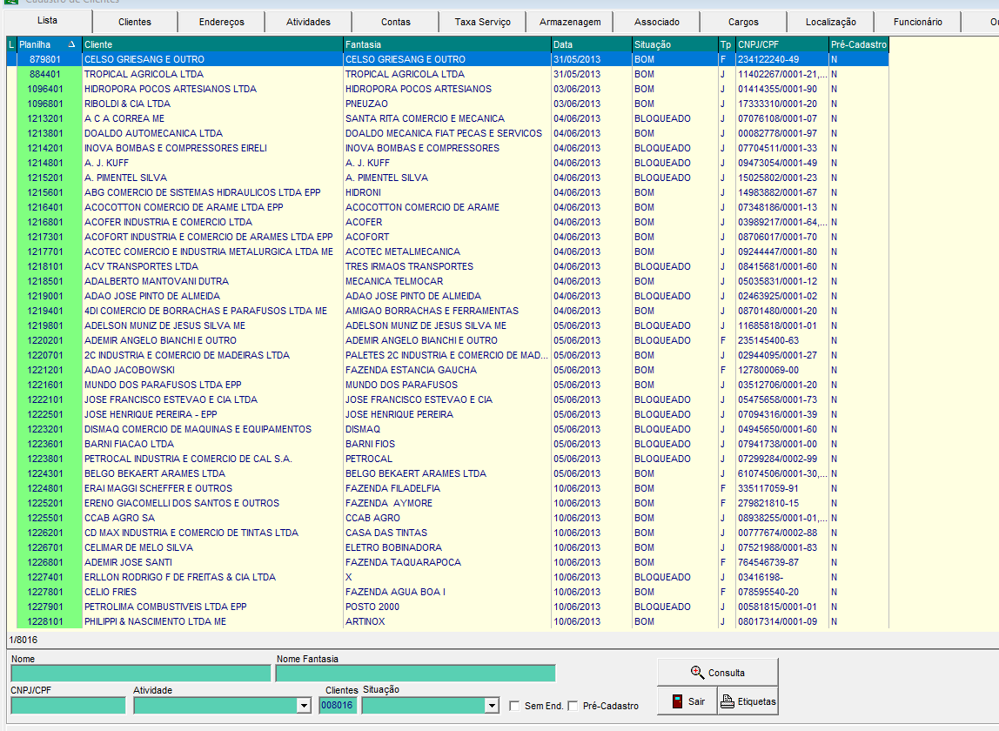 Cadastro de Clientes
Lista Clientes Endereços Atividades Contas Taxa Serviço Armazenagem Associado Cargos Localização Funcionário
L Planilha Cliente Fantasia Data Situação Tp CNPJ/CPF Pré-Cadastro
879801 CELSO GRIESANG E OUTRO CELSO GRIESANG E OUTRO 31/05/2013 BOM F 234122240-49 N
884401 TROPICAL AGRICOLA LTDA TROPICAL AGRICOLA LTDA 31/05/2013 BOM J 11402267/0001-21,... N
1096401 HIDROPORA POCOS ARTESIANOS LTDA HIDROPORA POCOS ARTESIANOS 03/06/2013 BOM J 01414355/0001-90 N
1096801 RIBOLDI & CIA LTDA PNEUZAO 03/06/2013 BOM J 17333310/0001-20 N
1213201 A C A CORREA ME SANTA RITA COMERCIO E MECANICA 04/06/2013 BLOQUEADO J 07076108/0001-07 N
1213801 DOALDO AUTOMECANICA LTDA DOALDO MECANICA FIAT PECAS E SERVICOS 04/06/2013 BOM J 00082778/0001-97 N
1214201 INOVA BOMBAS E COMPRESSORES EIRELI INOVA BOMBAS E COMPRESSORES 04/06/2013 BLOQUEADO J 07704511/0001-33 N
1214801 A. J. KUFF A. J. KUFF 04/06/2013 BLOQUEADO J 09473054/0001-49 N
1215201 A. PIMENTEL SILVA A. PIMENTEL SILVA 04/06/2013 BLOQUEADO J 15025802/0001-23 N
1215601 ABG COMERCIO DE SISTEMAS HIDRAULICOS LTDA EPP HIDRONI 04/06/2013 BOM J 14983882/0001-67 N
1216401 ACOCOTTON COMERCIO DE ARAME LTDA EPP ACOCOTTON COMERCIO DE ARAME 04/06/2013 BOM J 07348186/0001-13 N
1216801 ACOFER INDUSTRIA E COMERCIO LTDA ACOFER 04/06/2013 BOM J 03989217/0001-64,... N
1217301 ACOFORT INDUSTRIA E COMERCIO DE ARAMES LTDA EPP ACOFORT 04/06/2013 BOM J 08706017/0001-70 N
1217701 ACOTEC COMERCIO E INDUSTRIA METALURGICA LTDA ME ACOTEC METALMECANICA 04/06/2013 BOM J 09244447/0001-80 N
1218101 ACV TRANSPORTES LTDA TRES IRMAOS TRANSPORTES 04/06/2013 BLOQUEADO J 08415681/0001-60 N
1218501 ADALBERTO MANTOVANI DUTRA MECANICA TELMOCAR 04/06/2013 BOM J 05035831/0001-12 N
1219001 ADAO JOSE PINTO DE ALMEIDA ADAO JOSE PINTO DE ALMEIDA 04/06/2013 BLOQUEADO J 02463925/0001-02 N
1219401 4DI COMERCIO DE BORRACHAS E PARAFUSOS LTDA ME AMIGAO BORRACHAS E FERRAMENTAS 04/06/2013 BOM J 08701480/0001-20 N
1219801 ADELSON MUNIZ DE JESUS SILVA ME ADELSON MUNIZ DE JESUS SILVA ME 05/06/2013 BLOQUEADO J 11685818/0001-01 N
1220201 ADEMIR ANGELO BIANCHI E OUTRO ADEMIR ANGELO BIANCHI E OUTRO 05/06/2013 BLOQUEADO F 235145400-63 N
1220701 2C INDUSTRIA E COMERCIO DE MADEIRAS LTDA PALETES 2C INDUSTRIA E COMERCIO DE MAD... 05/06/2013 BOM J 02944095/0001-27 N
1221201 ADAO JACOBOWSKI FAZENDA ESTANCIA GAUCHA 05/06/2013 BOM F 127800069-00 N
1221601 MUNDO DOS PARAFUSOS LTDA EPP MUNDO DOS PARAFUSOS 05/06/2013 BOM J 03512706/0001-20 N
1222101 JOSE FRANCISCO ESTEVAO E CIA LTDA JOSE FRANCISCO ESTEVAO E CIA 05/06/2013 BLOQUEADO J 05475658/0001-73 N
1222501 JOSE HENRIQUE PEREIRA - EPP JOSE HENRIQUE PEREIRA 05/06/2013 BLOQUEADO J 07094316/0001-39 N
1223201 DISMAQ COMERCIO DE MAQUINAS E EQUIPAMENTOS DISMAQ 05/06/2013 BLOQUEADO J 04945650/0001-60 N
1223601 BARNI FIACAO LTDA BARNI FIOS 05/06/2013 BLOQUEADO J 07941738/0001-00 N
1223801 PETROCAL INDUSTRIA E COMERCIO DE CAL S.A. PETROCAL 05/06/2013 BLOQUEADO J 07299284/0002-99 N
1224301 BELGO BEKAERT ARAMES LTDA BELGO BEKAERT ARAMES LTDA 05/06/2013 BOM J 61074506/0001-30,... N
1224801 ERAI MAGGI SCHEFFER E OUTROS FAZENDA FILADELFIA 10/06/2013 BOM F 335117059-91 N
1225201 ERENO GIACOMELLI DOS SANTOS E OUTROS FAZENDA AYMORE 10/06/2013 BOM F 279821810-15 N
1225501 CCAB AGRO SA CCAB AGRO 10/06/2013 BOM J 08938255/0001-01,... N
1226201 CD MAX INDUSTRIA E COMERCIO DE TINTAS LTDA CASA DAS TINTAS 10/06/2013 BOM J 00777674/0002-88 N
1226701 CELIMAR DE MELO SILVA ELETRO BOBINADORA 10/06/2013 BOM J 07521988/0001-83 N
1226801 ADEMIR JOSE SANTI FAZENDA TAQUARAPOCA 10/06/2013 BOM F 764546739-87 N
1227401 ERLLON RODRIGO F DE FREITAS & CIA LTDA X 10/06/2013 BLOQUEADO J 03416198- N
1227801 CELIO FRIES FAZENDA AGUA BOA I 10/06/2013 BOM F 078595540-20 N
1227901 PETROLIMA COMBUSTIVEIS LTDA EPP POSTO 2000 10/06/2013 BLOQUEADO J 00581815/0001-01 N
1228101 PHILIPPI & NASCIMENTO LTDA ME ARTINOX 10/06/2013 BOM J 08017314/0001-09 N
1/8016
Nome Nome Fantasia
Consulta
CNPJ/CPF Atividade Clientes Situação
008016 Sem End. Pré-Cadastro Sair Etiquetas